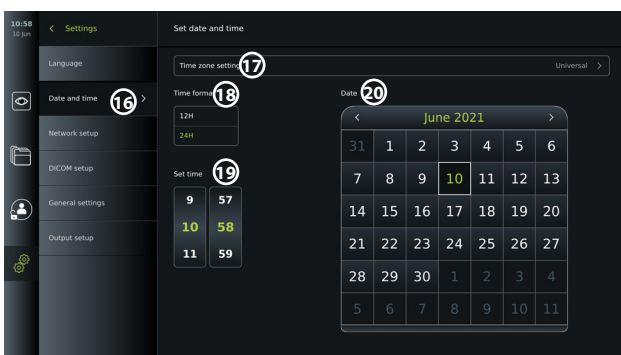 10:58
10 Jun
Settings
Set date and time
Language
Date and time
16
Network setup
DICOM setup
General settings
Output setup
Time zone setting
17
Universal
Time forma
18
12H
24H
Set time
19
9 57
10 58
11 59
Date
20
June 2021
31 1 2 3 4 5 6
7 8 9 10 11 12 13
14 15 16 17 18 19 20
21 22 23 24 25 26 27
28 29 30 1 2 3 4
5 6 7 8 9 10 11